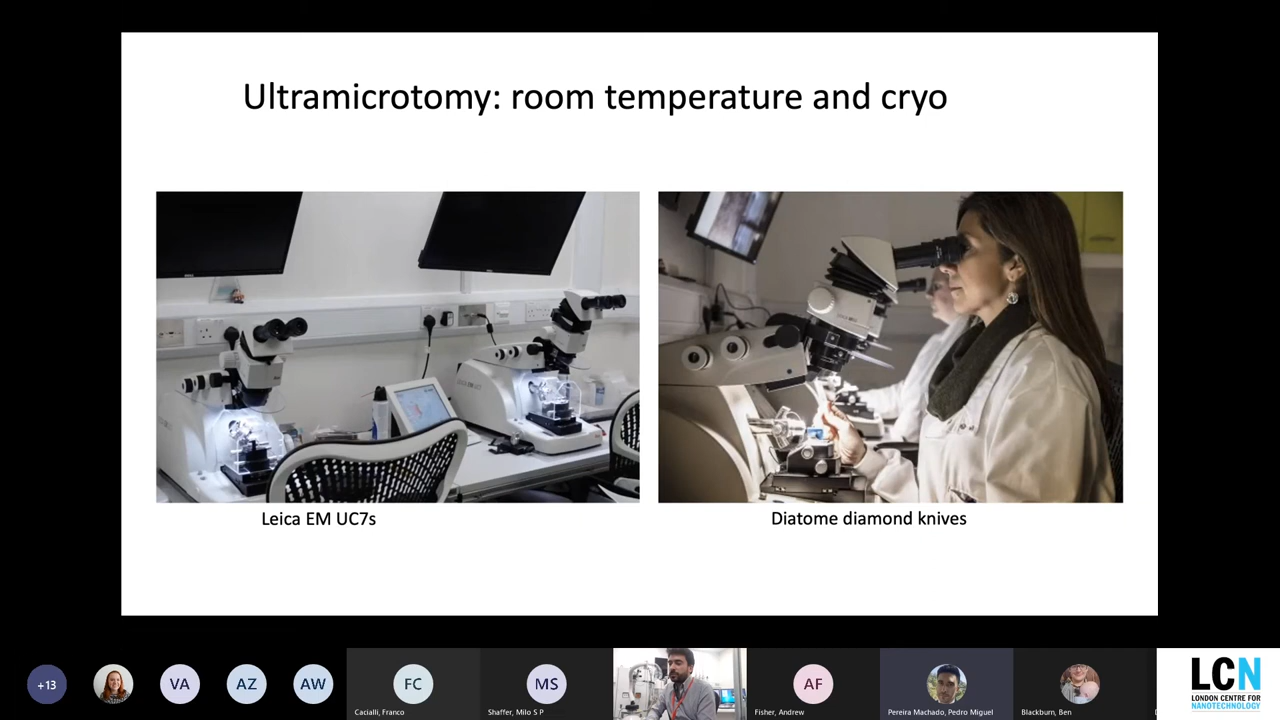 Ultramicrotomy: room temperature and cryo
Leica EM UC7s
Diatome diamond knives
+13
VA
AZ
AW
FC
Cacialli, Franco
MS
Shaffer, Milo S P
AF
Fisher, Andrew
Pereira Machado, Pedro Miguel
Blackburn, Ben
LCN
LONDON CENTRE FOR
NANOTECHNOLOGY